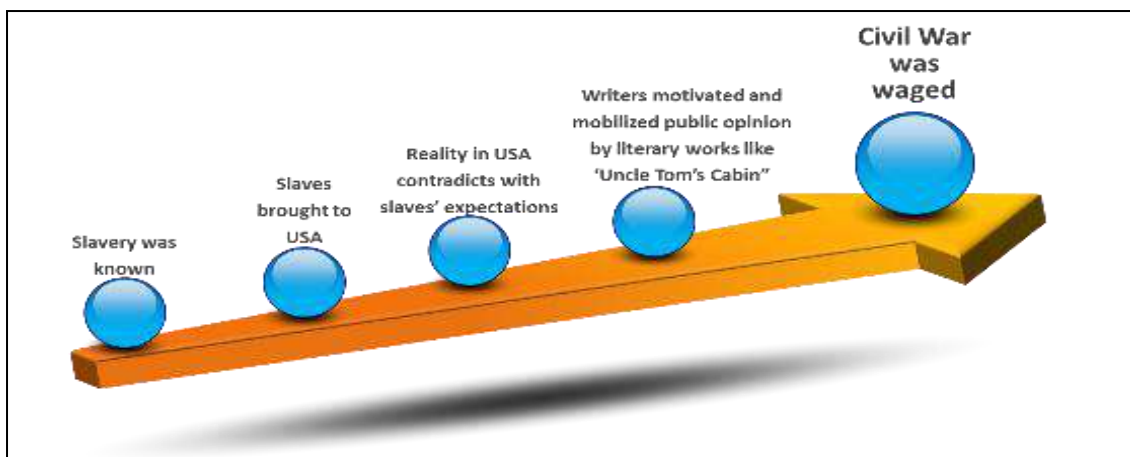 Slavery was
known
Slaves
brought to
USA
Reality in USA
contradicts with
slaves' expectations
Writers motivated and
mobilized public opinion
by literary works like
'Uncle Tom's Cabin"
Civil War
was
waged